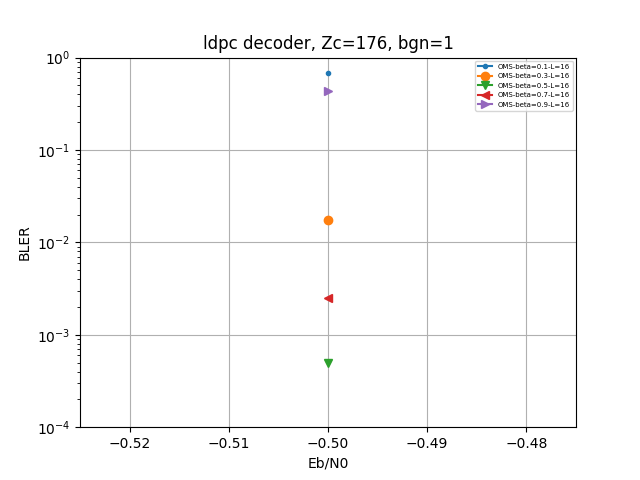 ldpc decoder, Zc=176, bgn=1
OMS-beta=0.1-L=16
OMS-beta=0.3-L=16
OMS-beta=0.5-L=16
OMS-beta=0.7-L=16
OMS-beta=0.9-L=16
10⁰
10⁻¹
10⁻²
10⁻³
10⁻⁴
BLER
−0.52 −0.51 −0.50 −0.49 −0.48
Eb/N0